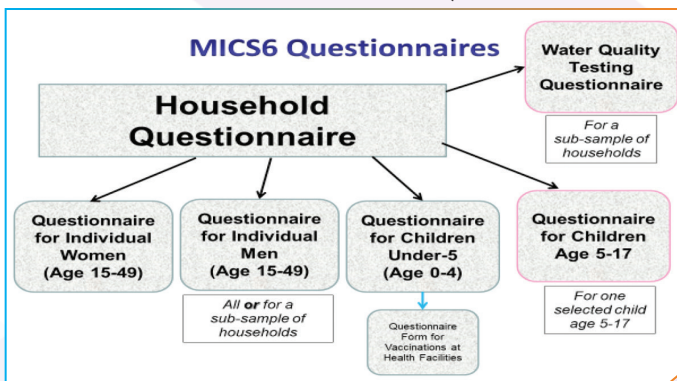 MICS6 Questionnaires
Water Quality
Testing
Questionnaire
Household
Questionnaire
For a
sub-sample of
households
Questionnaire
for Individual
Women
(Age 15-49)
Questionnaire
for Individual
Men
(Age 15-49)
Questionnaire
for Children
Under-5
(Age 0-4)
Questionnaire
for Children
Age 5-17
All or for a
sub-sample of
households
For one
selected child
age 5-17
Questionnaire
Form for
Vaccinations at
Health Facilities